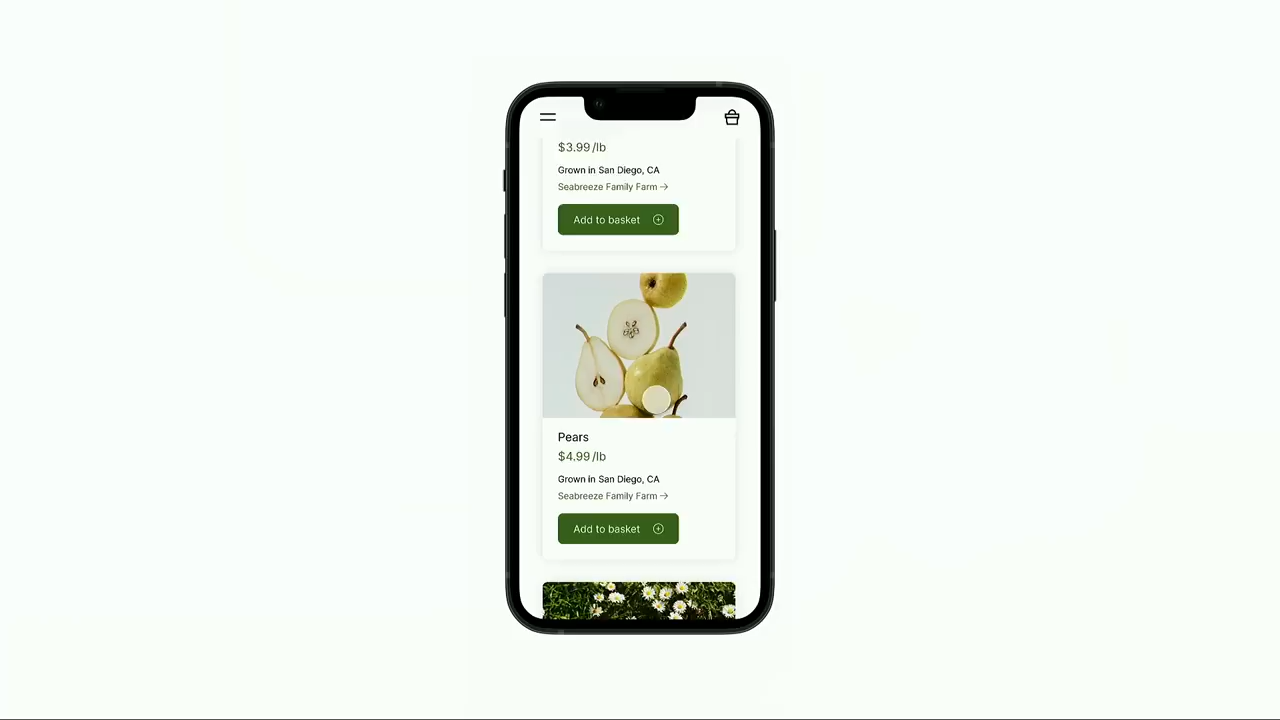 $3.99/lb
Grown in San Diego, CA
Seabreeze Family Farm →
Add to basket
Pears
$4.99/lb
Grown in San Diego, CA
Seabreeze Family Farm →
Add to basket